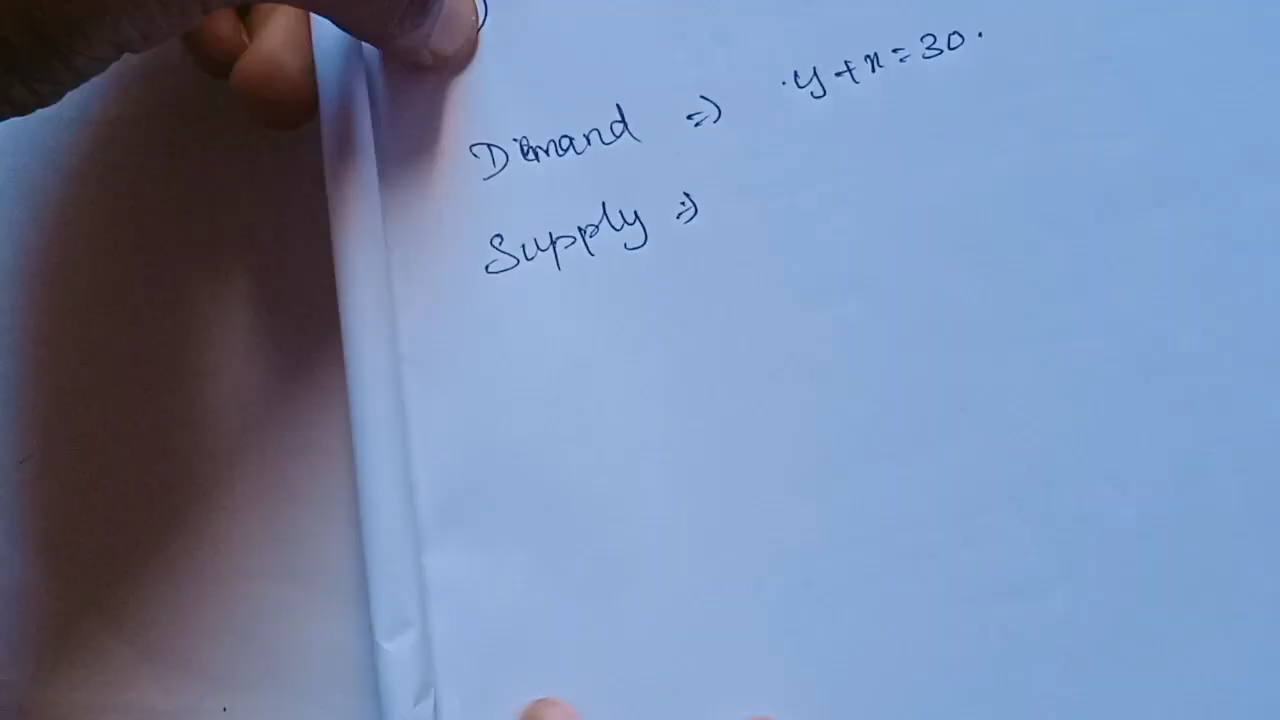 Demand => y+x=30.
Supply =>